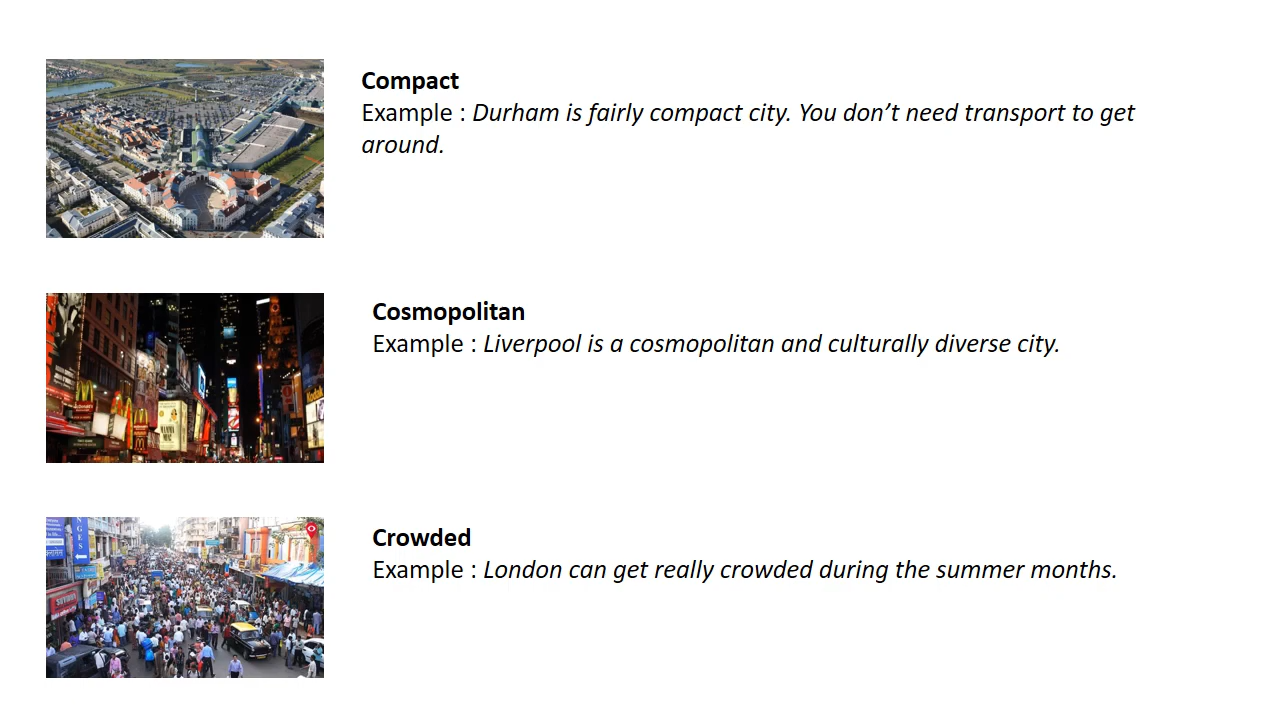 Compact
Example : Durham is fairly compact city. You don’t need transport to get
around.
Cosmopolitan
Example : Liverpool is a cosmopolitan and culturally diverse city.
Crowded
Example : London can get really crowded during the summer months.